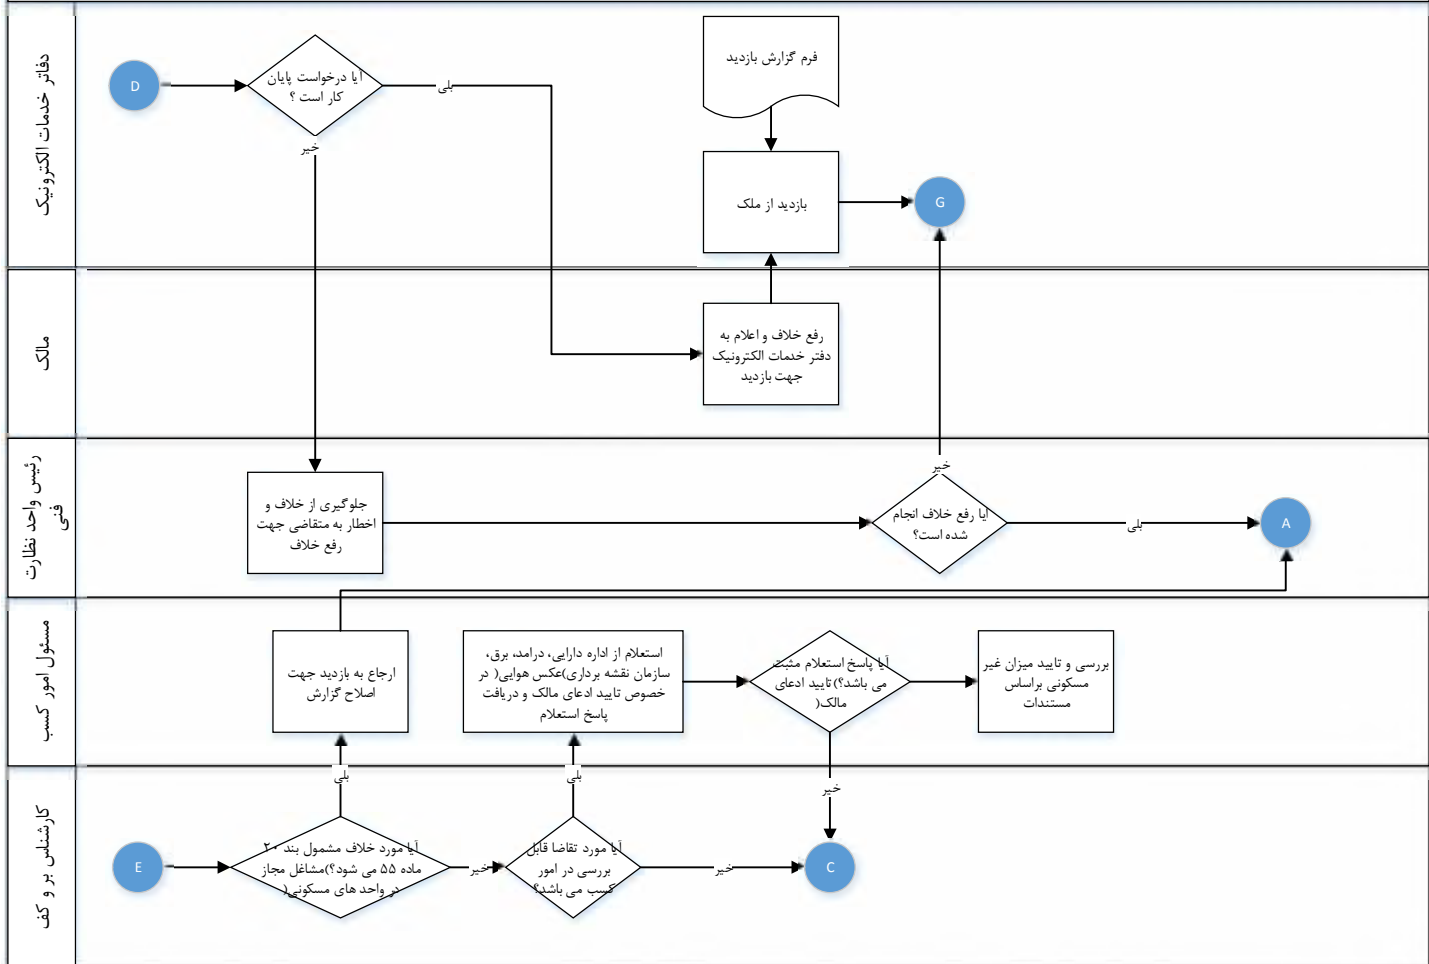 دفاتر خدمات الکترونیک
D
آیا درخواست پایان
کار است ؟
بلی
خیر
فرم گزارش بازدید
بازدید از ملک
G
مالک
رفع خلاف و اعلام به
دفتر خدمات الکترونیک
جهت بازدید
رئیس واحد نظارت
فنی
جلوگیری از خلاف و
اخطار به متقاضی جهت
رفع خلاف
خیر
آیا رفع خلاف انجام
شده است؟
بلی
A
مسئول امور کسب
ارجاع به بازدید جهت
اصلاح گزارش
استعلام از اداره دارایی، درامد، برق،
سازمان نقشه برداری)عکس هوایی( در
خصوص تایید ادعای مالک و دریافت
پاسخ استعلام
آیا پاسخ استعلام مثبت
می باشد؟)تایید ادعای
مالک(
بررسی و تایید میزان غیر
مسکونی براساس
مستندات
کارشناس بر و کف
بلی
بلی
خیر
E
آیا مورد خلاف مشمول بند ۲۰
ماده ۵۵ می شود؟)مشاغل مجاز
در واحد های مسکونی(
خیر
آیا مورد تقاضا قابل
بررسی در امور
کسب می باشد؟
خیر
C